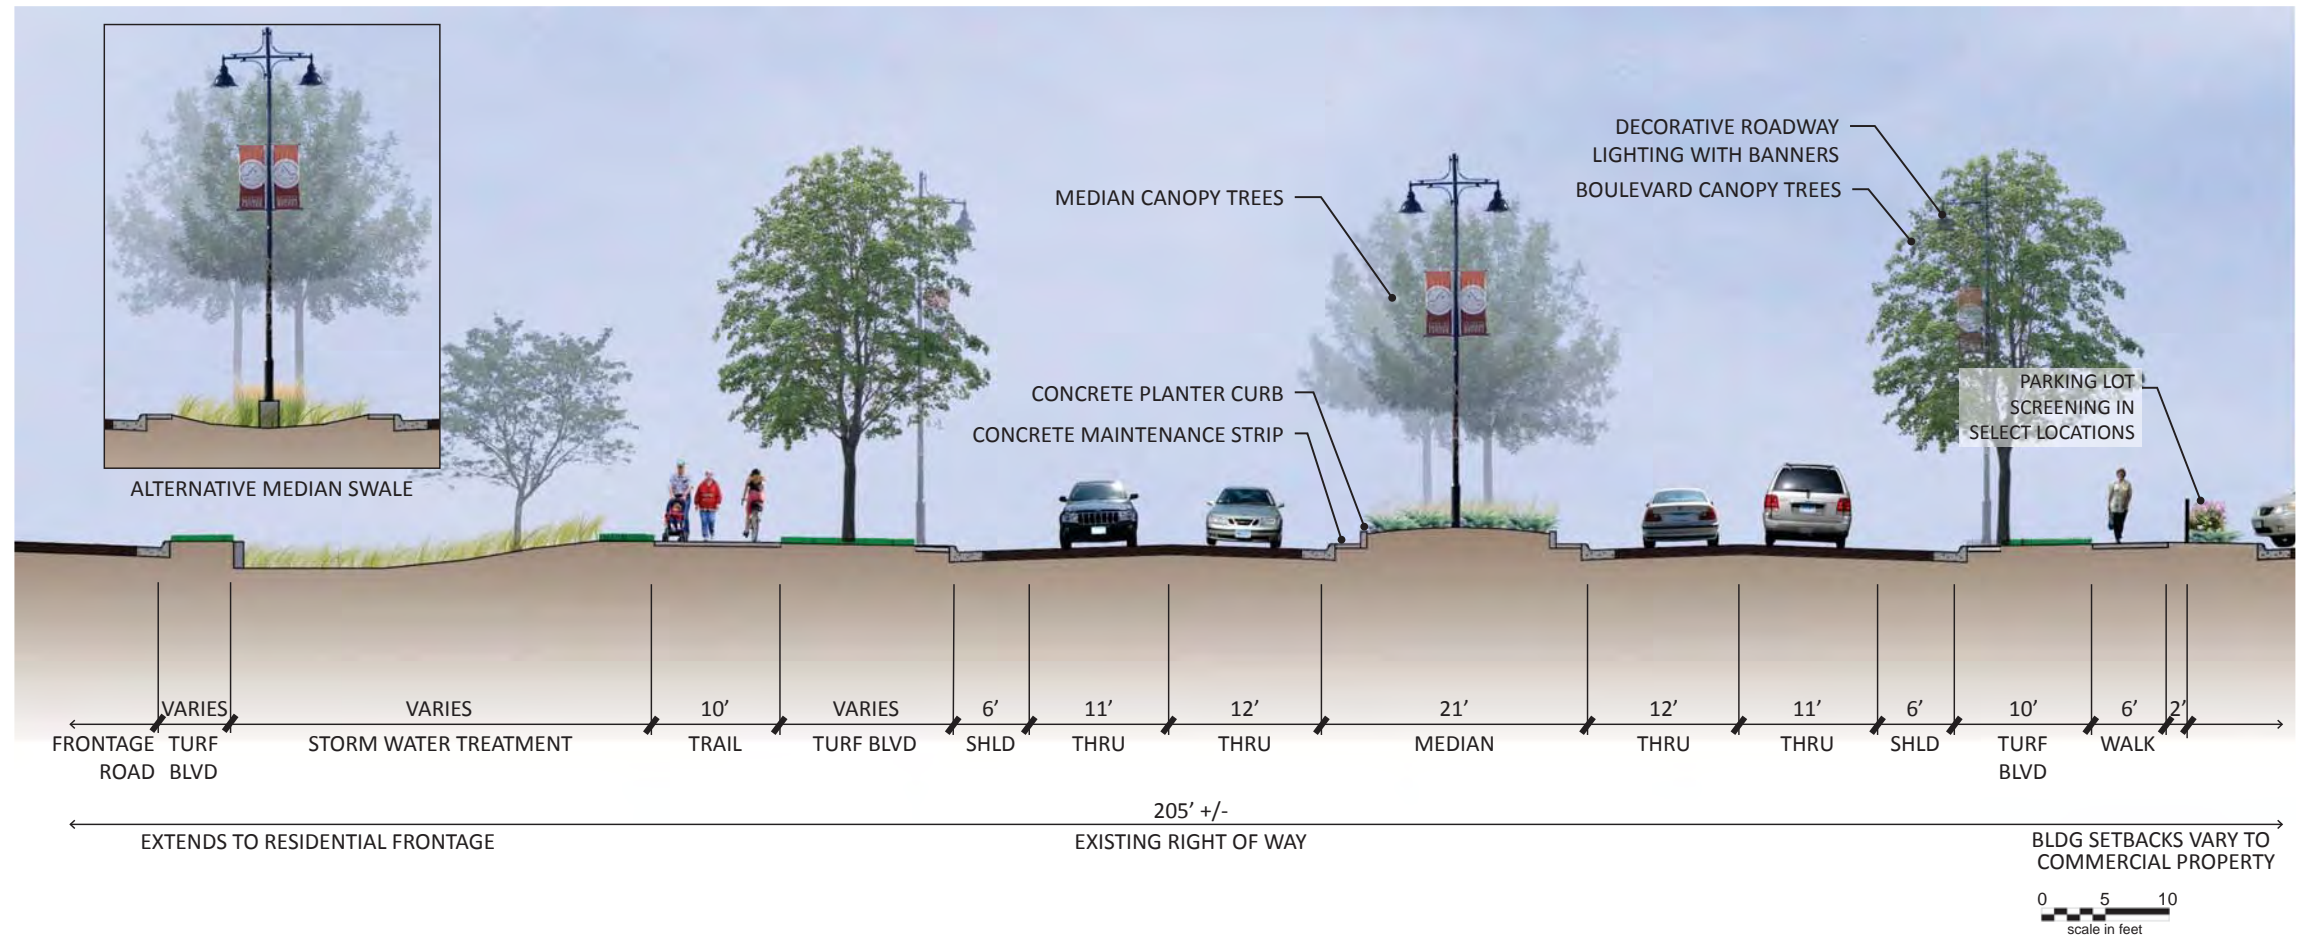 ALTERNATIVE MEDIAN SWALE
MEDIAN CANOPY TREES
DECORATIVE ROADWAY
LIGHTING WITH BANNERS
BOULEVARD CANOPY TREES
CONCRETE PLANTER CURB
CONCRETE MAINTENANCE STRIP
PARKING LOT
SCREENING IN
SELECT LOCATIONS
VARIES VARIES 10’ VARIES 6’ 11’ 12’ 21’ 12’ 11’ 6’ 10’ 6’ 2’
FRONTAGE TURF STORM WATER TREATMENT TRAIL TURF BLVD SHLD THRU THRU MEDIAN THRU THRU SHLD TURF WALK
ROAD BLVD BLVD
205’ +/-
EXTENDS TO RESIDENTIAL FRONTAGE EXISTING RIGHT OF WAY BLDG SETBACKS VARY TO
COMMERCIAL PROPERTY
0 5 10
scale in feet